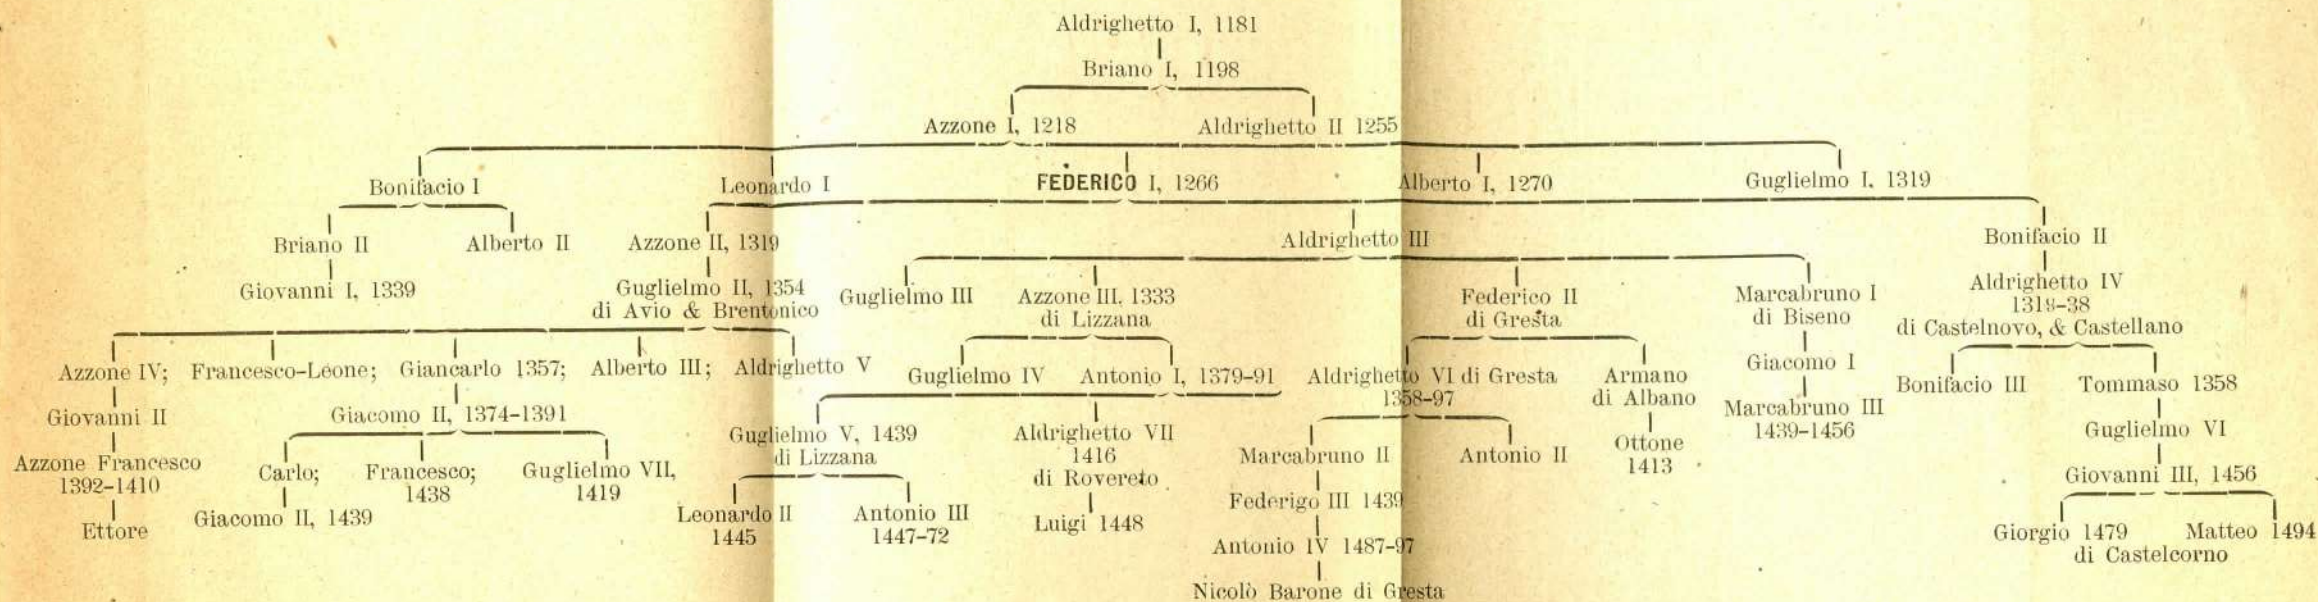 Aldrighetto I, 1181
Briano I, 1198
Azzone I, 1218 Aldrighetto II 1255
Bonifacio I Leonardo I FEDERICO I, 1266 Alberto I, 1270 Guglielmo I, 1319
Briano II Alberto II Azzone II, 1319 Aldrighetto III Bonifacio II
Giovanni I, 1339
Guglielmo II, 1354
di Avio & Brentonico
Guglielmo III
Azzone III, 1333
di Lizzana
Federico II
di Gresta
Marcabruno I
di Biseno
Aldrighetto IV
1318-38
di Castelnovo, & Castellano
Azzone IV; Francesco-Leone; Giancarlo 1357; Alberto III; Aldrighetto V
Guglielmo IV Antonio I, 1379-91
Aldrighetto VI di Gresta
1358-97
Armano
di Albano
Giacomo I
Bonifacio III Tommaso 1358
Giovanni II
Giacomo II, 1374-1391
Marcabruno III
1439-1456
Guglielmo VI
Guglielmo V, 1439
di Lizzana
Aldrighetto VII
1416
di Rovereto
Marcabruno II Antonio II
Ottone
1413
Azzone Francesco
1392-1410
Carlo;
Francesco;
1438
Guglielmo VII,
1419
Giovanni III, 1456
Ettore
Giacomo II, 1439
Leonardo II
1445
Antonio III
1447-72
Luigi 1448
Federigo III 1439
Antonio IV 1487-97
Nicolò Barone di Gresta
Giorgio 1479 Matteo 1494
di Castelcorno